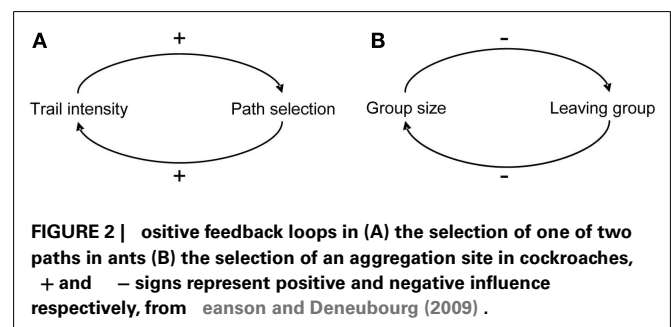 A
B
+
-
Trail intensity
Path selection
Group size
Leaving group
+
-
FIGURE 2 | ositive feedback loops in (A) the selection of one of two
paths in ants (B) the selection of an aggregation site in cockroaches,
+ and − signs represent positive and negative influence
respectively, from eanson and Deneubourg (2009) .